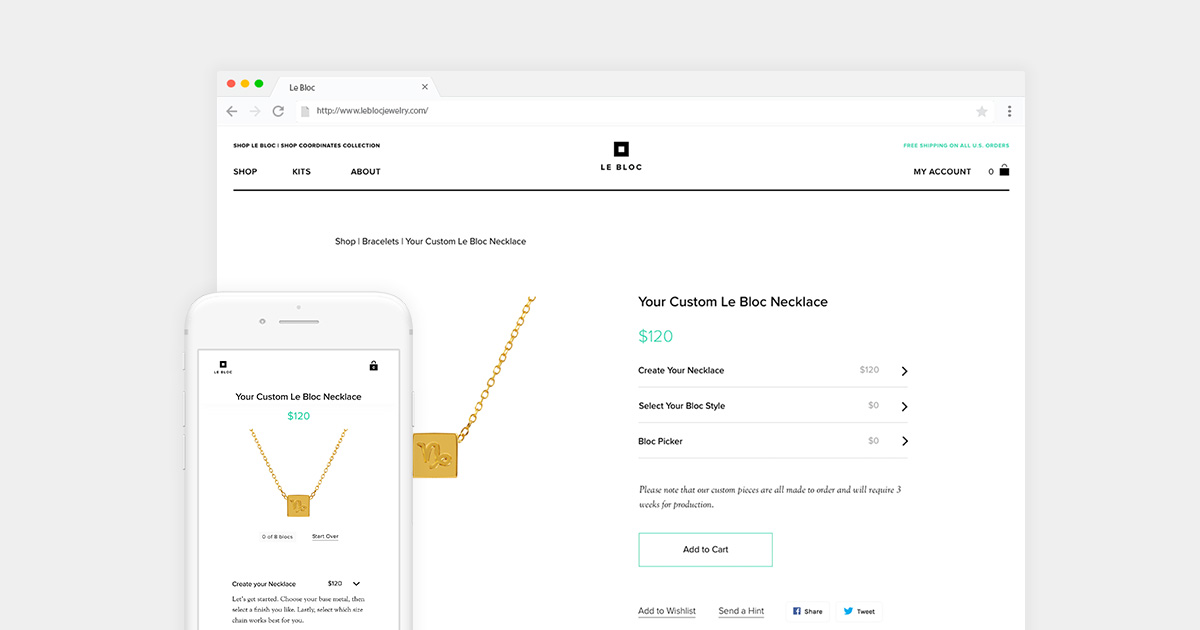 Le Bloc
http://www.leblocjewelry.com/
SHOP LE BLOC | SHOP COORDINATES COLLECTION
FREE SHIPPING ON ALL U.S. ORDERS
LE BLOC
SHOP KITS ABOUT
MY ACCOUNT 0
Shop | Bracelets | Your Custom Le Bloc Necklace
Your Custom Le Bloc Necklace
$120
Create Your Necklace $120
Select Your Bloc Style $0
Bloc Picker $0
Please note that our custom pieces are all made to order and will require 3
weeks for production.
Add to Cart
Add to Wishlist Send a Hint Share Tweet
LE BLOC
Your Custom Le Bloc Necklace
$120
0 of 8 blocs Start Over
Create your Necklace $120
Let's get started. Choose your base metal, then
select a finish you like. Lastly, select which size
chain works best for you.